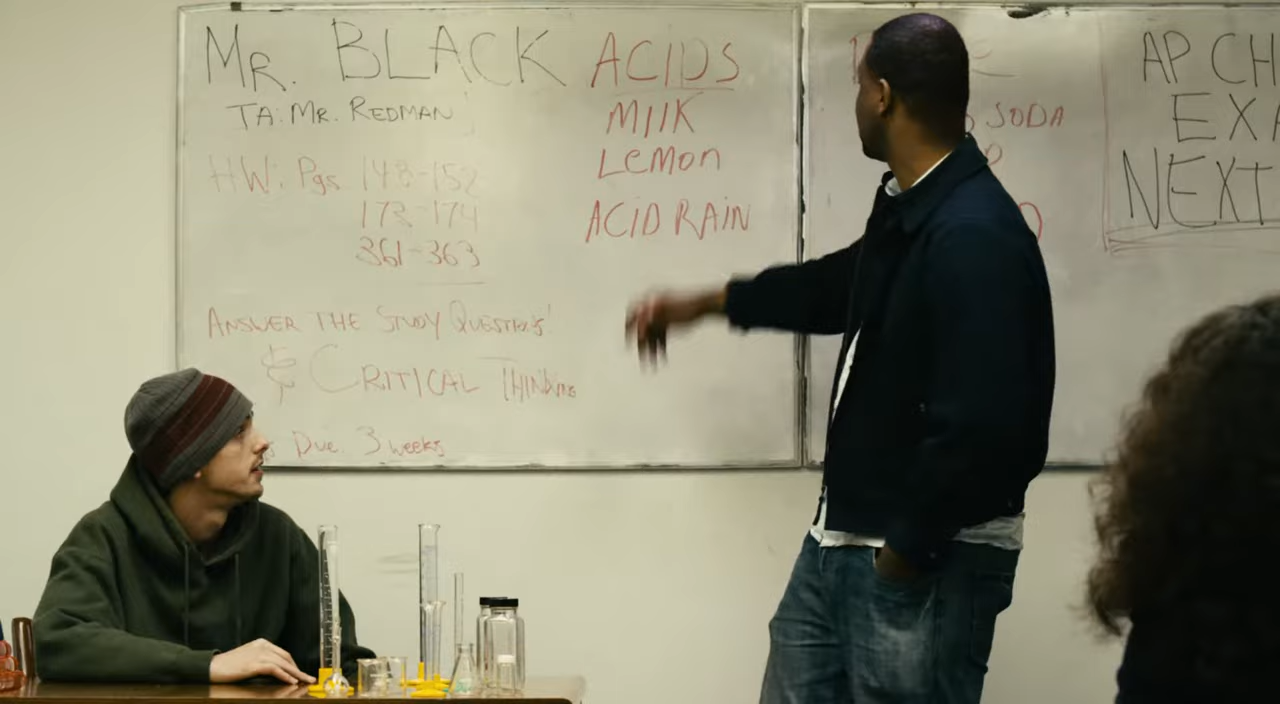 MR. BLACK
TA: MR. REDMAN
HW: Pgs 148-152
172-174
361-363
ANSWER THE STUDY QUESTIONS!
& CRITICAL THINKING
Due. 3 weeks
ACIDS
MIlK
Lemon
ACID RAIN
SODA
AP CH
EXA
NEXT